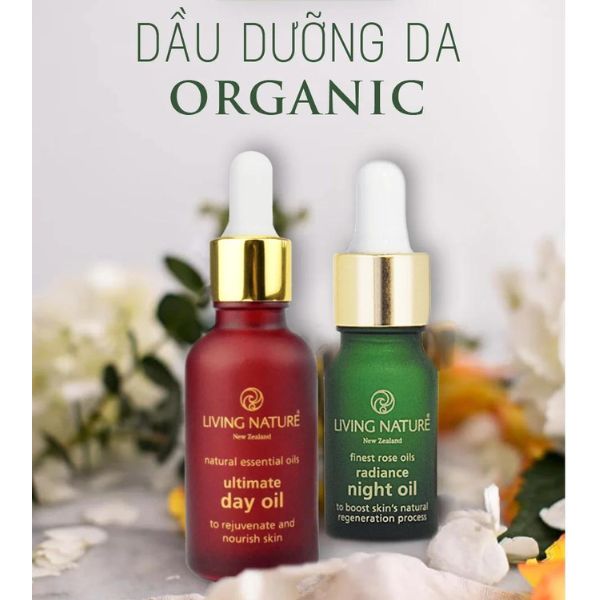 DẦU DƯỠNG DA
ORGANIC
LIVING NATURE®
New Zealand
natural essential oils
ultimate
day oil
to rejuvenate and
nourish skin
LIVING NATURE®
New Zealand
finest rose oils
radiance
night oil
to boost skin's natural
regeneration process